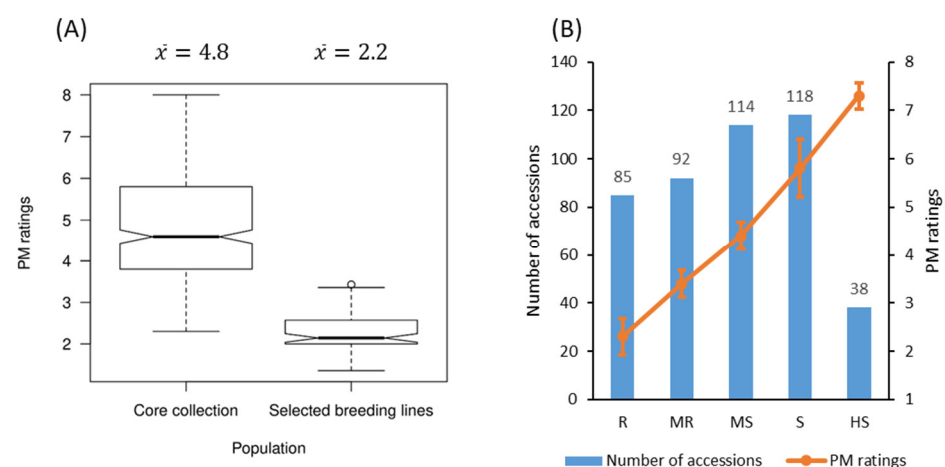 (A)
x̄ = 4.8
x̄ = 2.2
PM ratings
8
7
6
5
4
3
2
Core collection
Selected breeding lines
Population
(B)
Number of accessions
140
120
100
80
60
40
20
0
85
92
114
118
38
8
7
6
5
4
3
2
1
PM ratings
R
MR
MS
S
HS
Number of accessions
PM ratings